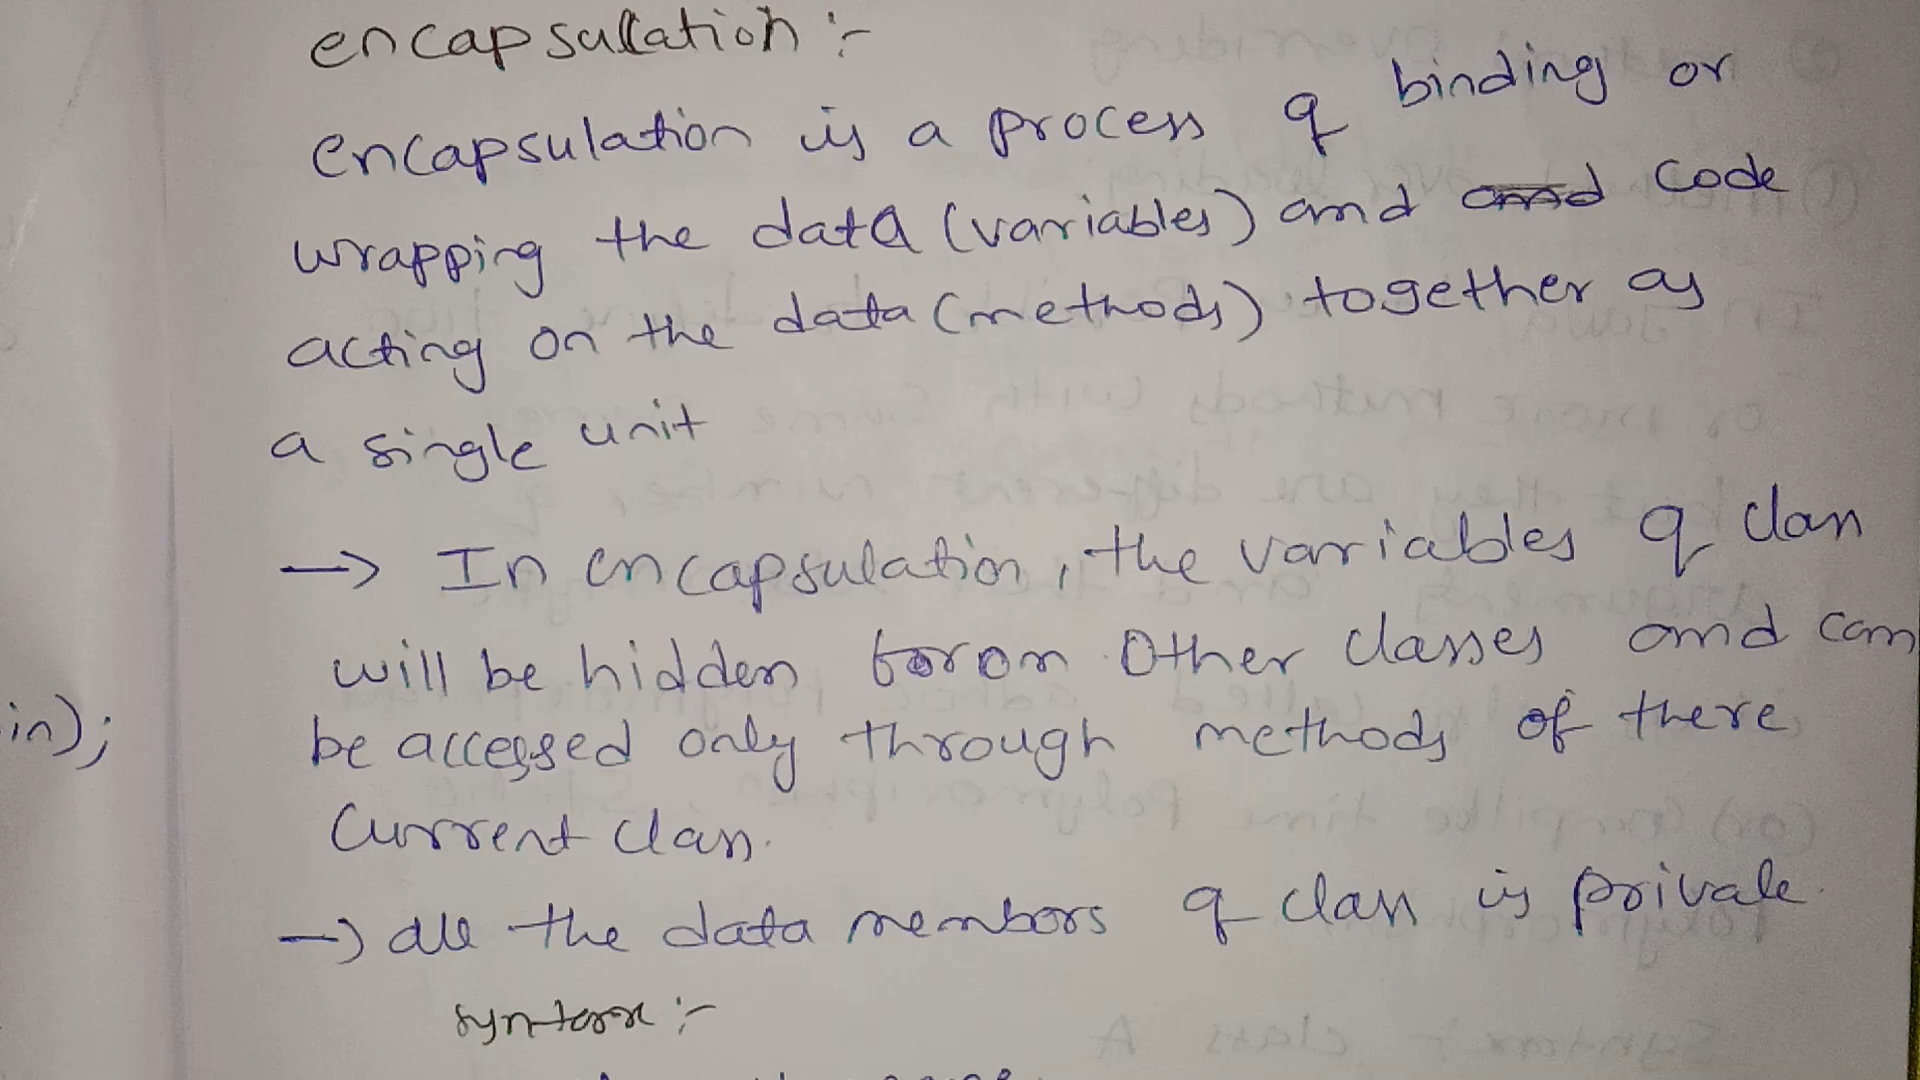 encapsulation :-
encapsulation is a process of binding or
wrapping the data (variables) and and code
acting on the data (methods) together as
a single unit
→ In encapsulation, the variables of class
will be hidden from other classes and can
be accessed only through methods of there
in);
current class.
→ all the data members of class is private.
syntax :-